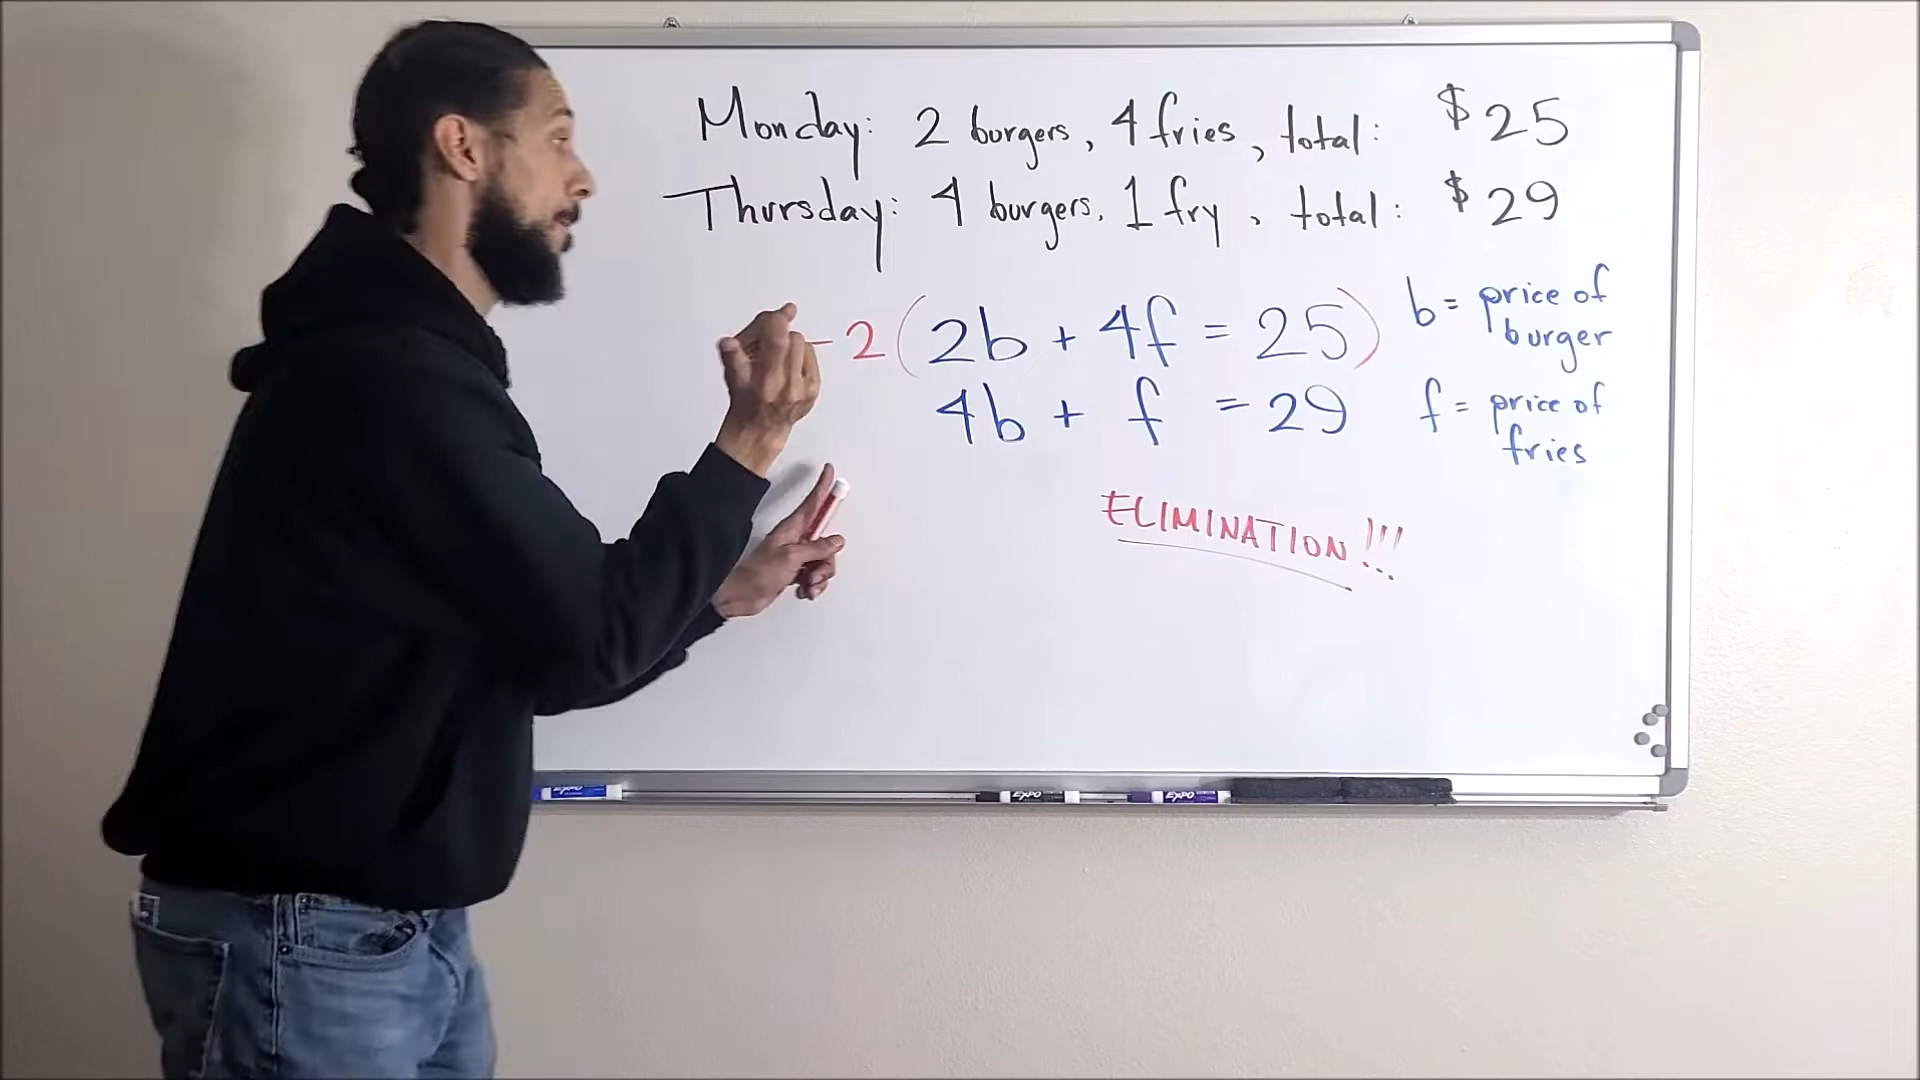 Monday: 2 burgers, 4 fries, total: $25
Thursday: 4 burgers, 1 fry, total: $29
-2(2b + 4f = 25)
4b + f = 29
b = price of
burger
f = price of
fries
ELIMINATION!!!
EXPO
EXPO
EXPO